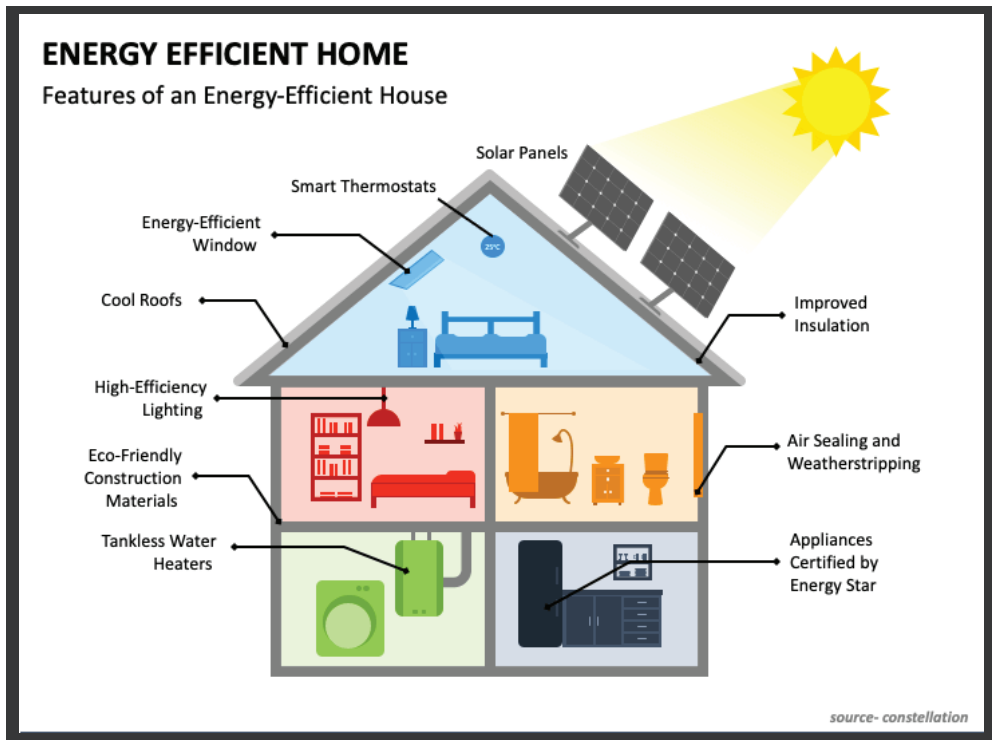 ENERGY EFFICIENT HOME
Features of an Energy-Efficient House
Solar Panels
Smart Thermostats
25°C
Energy-Efficient
Window
Cool Roofs
Improved
Insulation
High-Efficiency
Lighting
Air Sealing and
Weatherstripping
Eco-Friendly
Construction
Materials
Tankless Water
Heaters
Appliances
Certified by
Energy Star
source- constellation